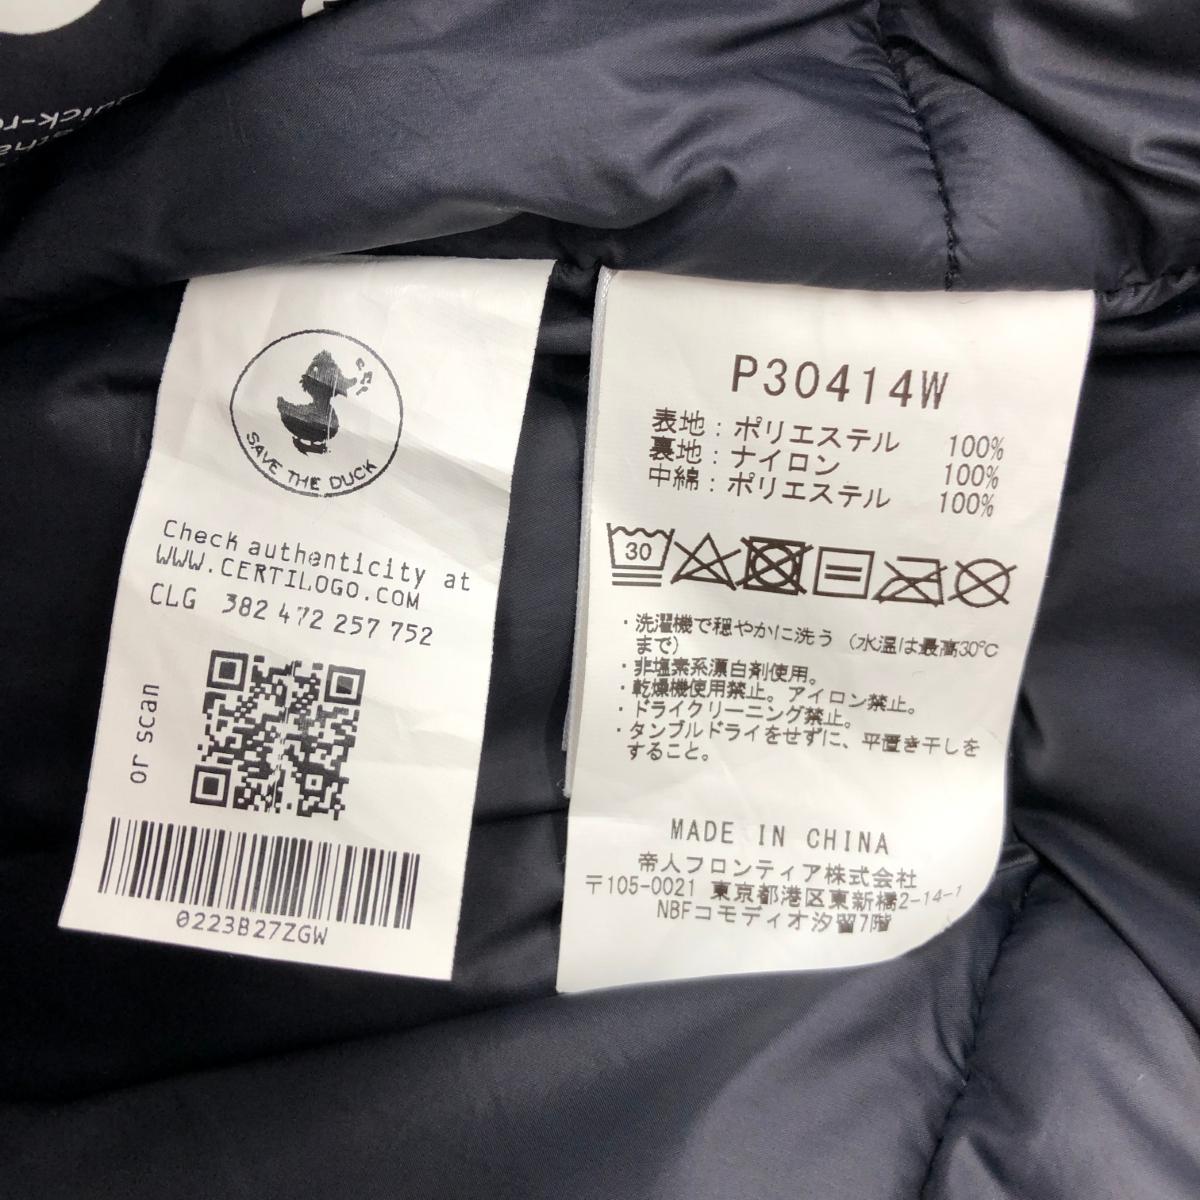 SAVE THE DUCK
Check authenticity at
WWW.CERTILOGO.COM
CLG 382 472 257 752
or scan
0223B27ZGW
P30414W
表地：ポリエステル 100%
裏地：ナイロン 100%
中綿：ポリエステル 100%
30
・洗濯機で穏やかに洗う（水温は最高30℃
まで）
・非塩素系漂白剤使用。
・乾燥機使用禁止。アイロン禁止。
・ドライクリーニング禁止。
・タンブルドライをせずに、平置き干しを
すること。
MADE IN CHINA
帝人フロンティア株式会社
〒105-0021 東京都港区東新橋2-14-1
NBFコモディオ汐留7階